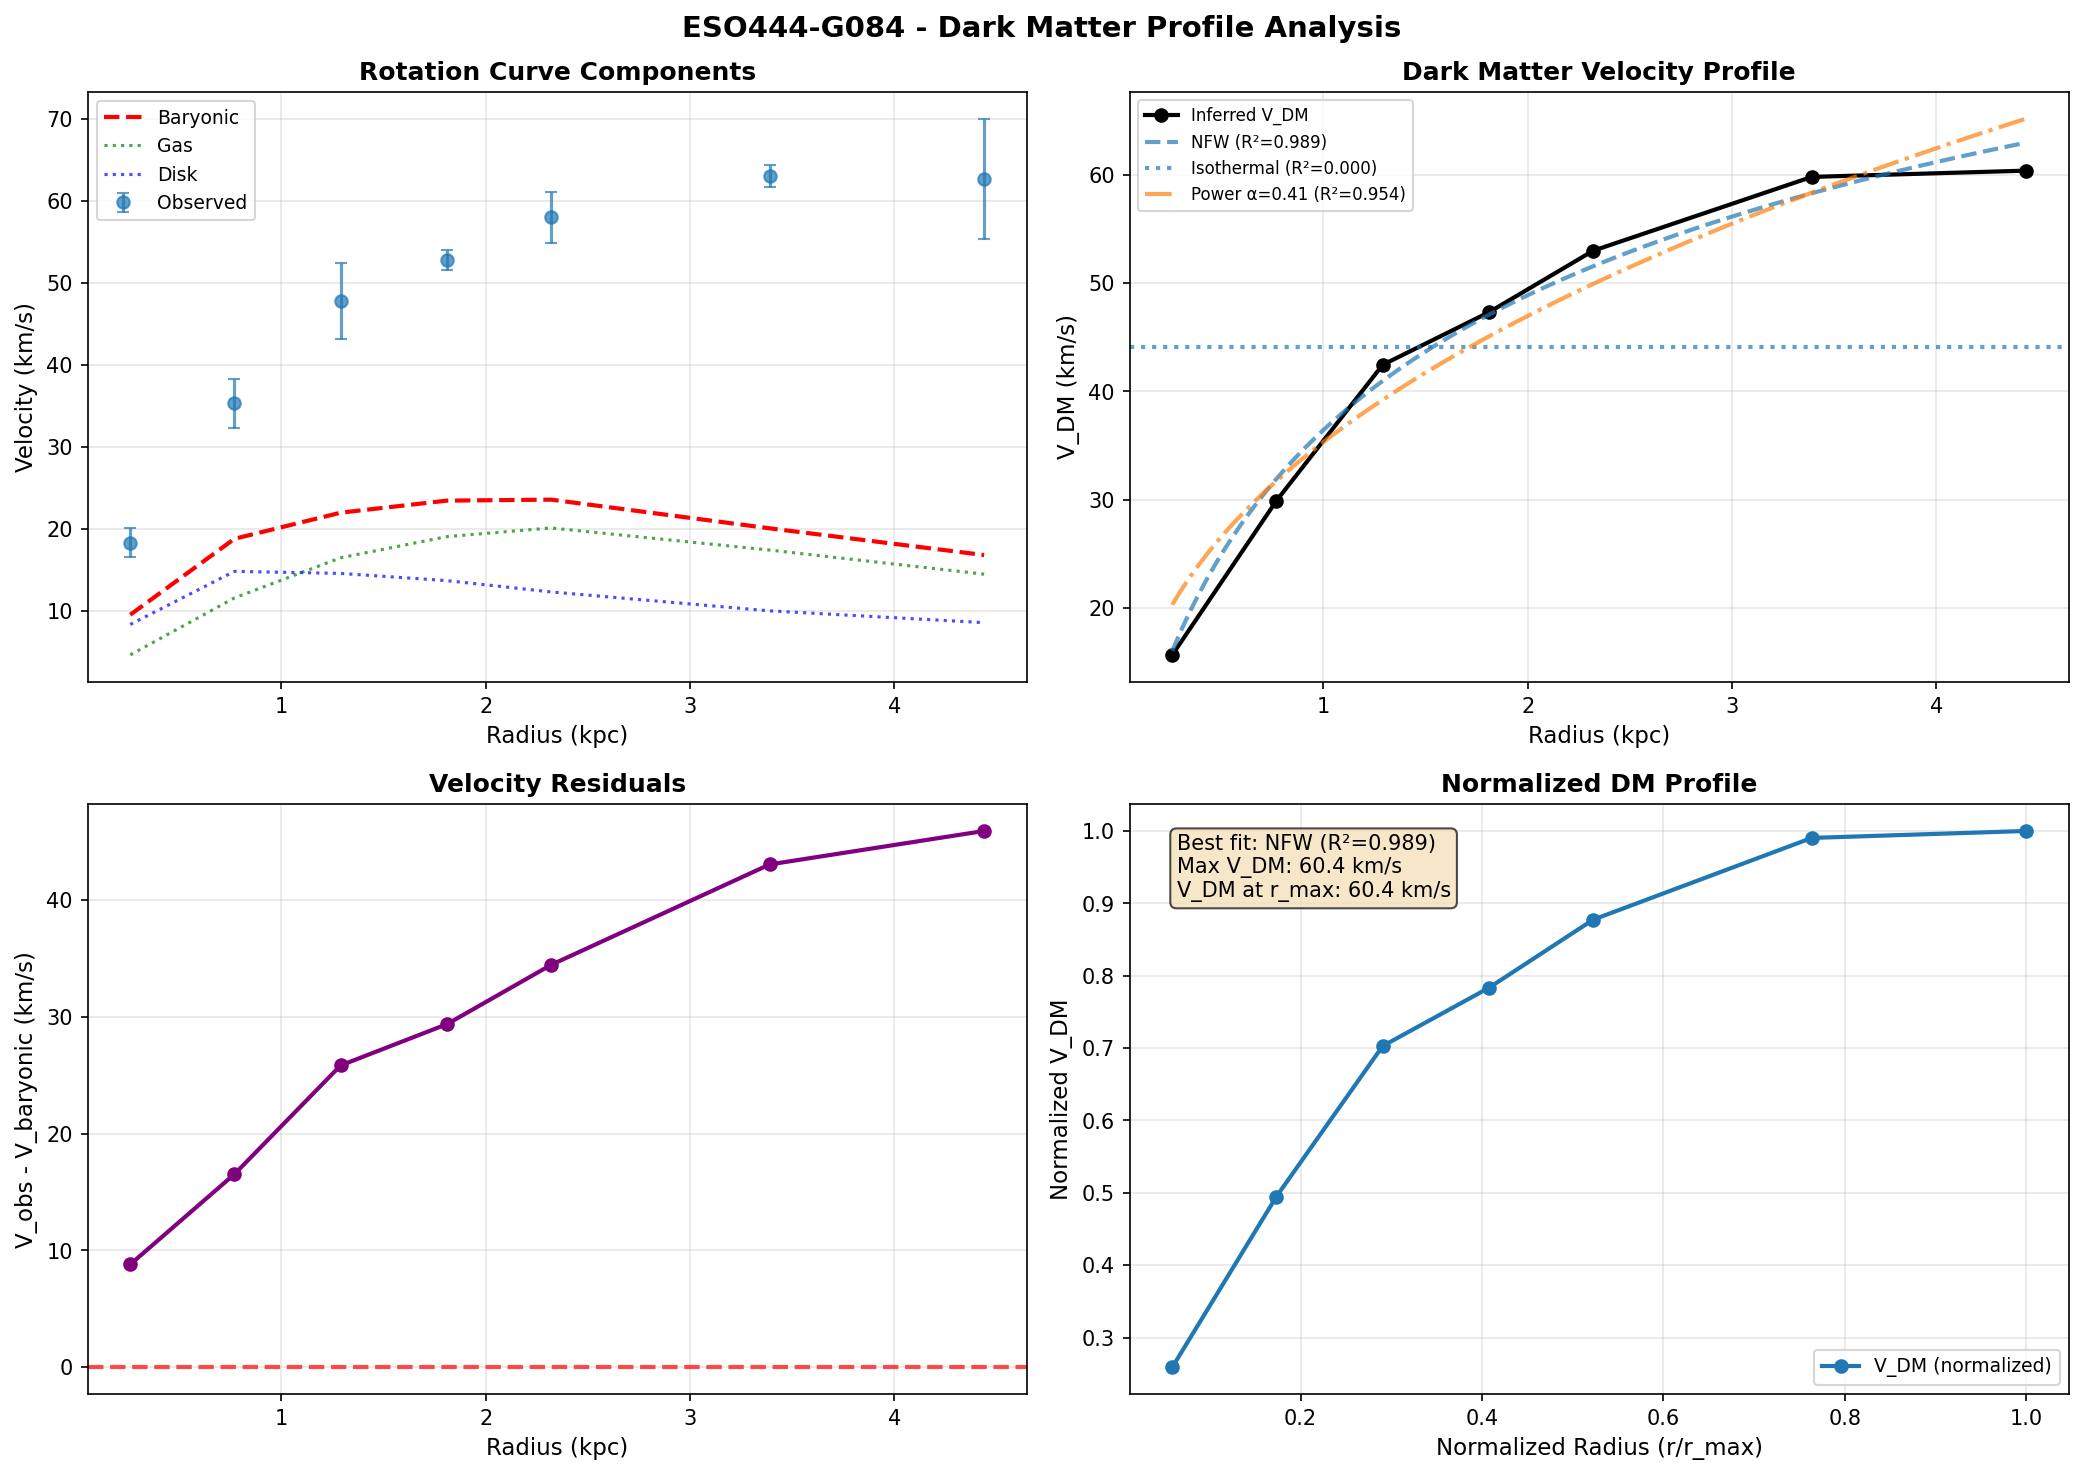 ESO444-G084 - Dark Matter Profile Analysis
Rotation Curve Components
Velocity (km/s)
70
60
50
40
30
20
10
Baryonic
Gas
Disk
Observed
1
2
3
4
Radius (kpc)
Dark Matter Velocity Profile
V_DM (km/s)
60
50
40
30
20
Inferred V_DM
NFW (R²=0.989)
Isothermal (R²=0.000)
Power α=0.41 (R²=0.954)
1
2
3
4
Radius (kpc)
Velocity Residuals
V_obs - V_baryonic (km/s)
40
30
20
10
0
1
2
3
4
Radius (kpc)
Normalized DM Profile
Normalized V_DM
1.0
0.9
0.8
0.7
0.6
0.5
0.4
0.3
Best fit: NFW (R²=0.989)
Max V_DM: 60.4 km/s
V_DM at r_max: 60.4 km/s
V_DM (normalized)
0.2
0.4
0.6
0.8
1.0
Normalized Radius (r/r_max)